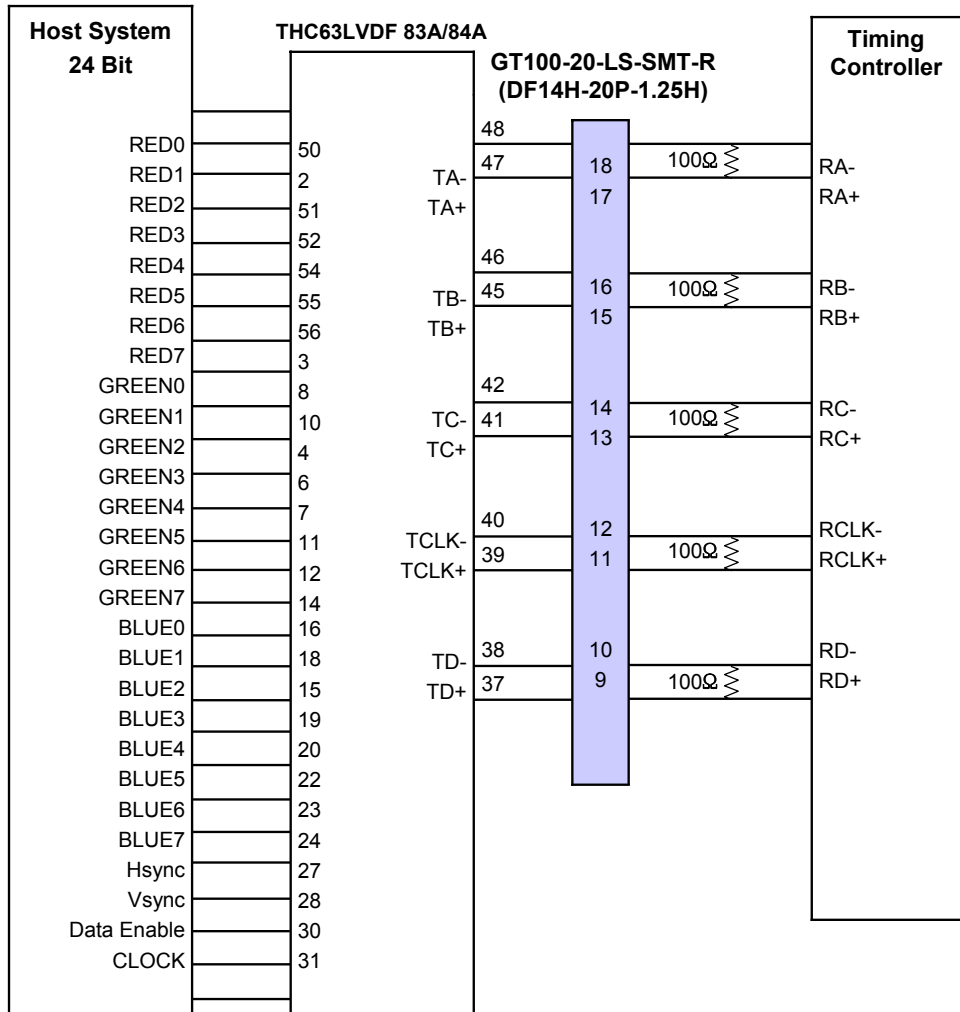 Host System
24 Bit
THC63LVDF 83A/84A
GT100-20-LS-SMT-R
(DF14H-20P-1.25H)
Timing
Controller
RED0 50
RED1 2
RED2 51
RED3 52
RED4 54
RED5 55
RED6 56
RED7 3
GREEN0 8
GREEN1 10
GREEN2 4
GREEN3 6
GREEN4 7
GREEN5 11
GREEN6 12
GREEN7 14
BLUE0 16
BLUE1 18
BLUE2 15
BLUE3 19
BLUE4 20
BLUE5 22
BLUE6 23
BLUE7 24
Hsync 27
Vsync 28
Data Enable 30
CLOCK 31
48
TA- 47 18 100Ω RA-
TA+ 17 RA+
46
TB- 45 16 100Ω RB-
TB+ 15 RB+
42
TC- 41 14 100Ω RC-
TC+ 13 RC+
40
TCLK- 39 12 100Ω RCLK-
TCLK+ 11 RCLK+
TD- 38 10 RD-
TD+ 37 9 100Ω RD+